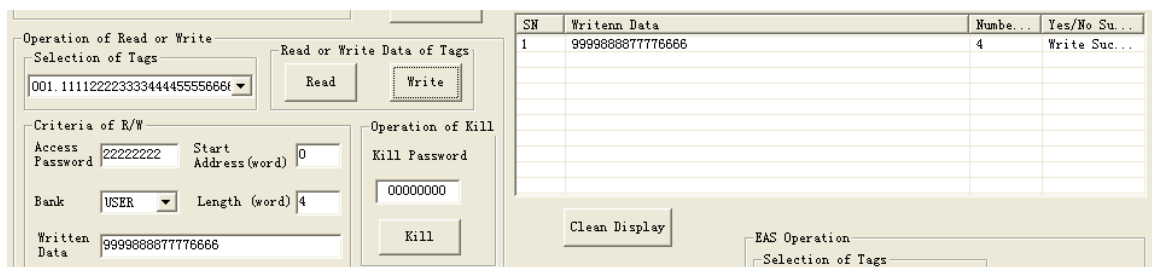 Operation of Read or Write
Selection of Tags
001.11112222333344445555666
Read or Write Data of Tags
Read
Write
Criteria of R/W
Access Password
22222222
Start Address(word)
0
Bank
USER
Length (word)
4
Written Data
9999888877776666
Operation of Kill
Kill Password
00000000
Kill
SN
Writenn Data
Numbe...
Yes/No Su...
1
9999888877776666
4
Write Suc...
Clean Display
EAS Operation
Selection of Tags